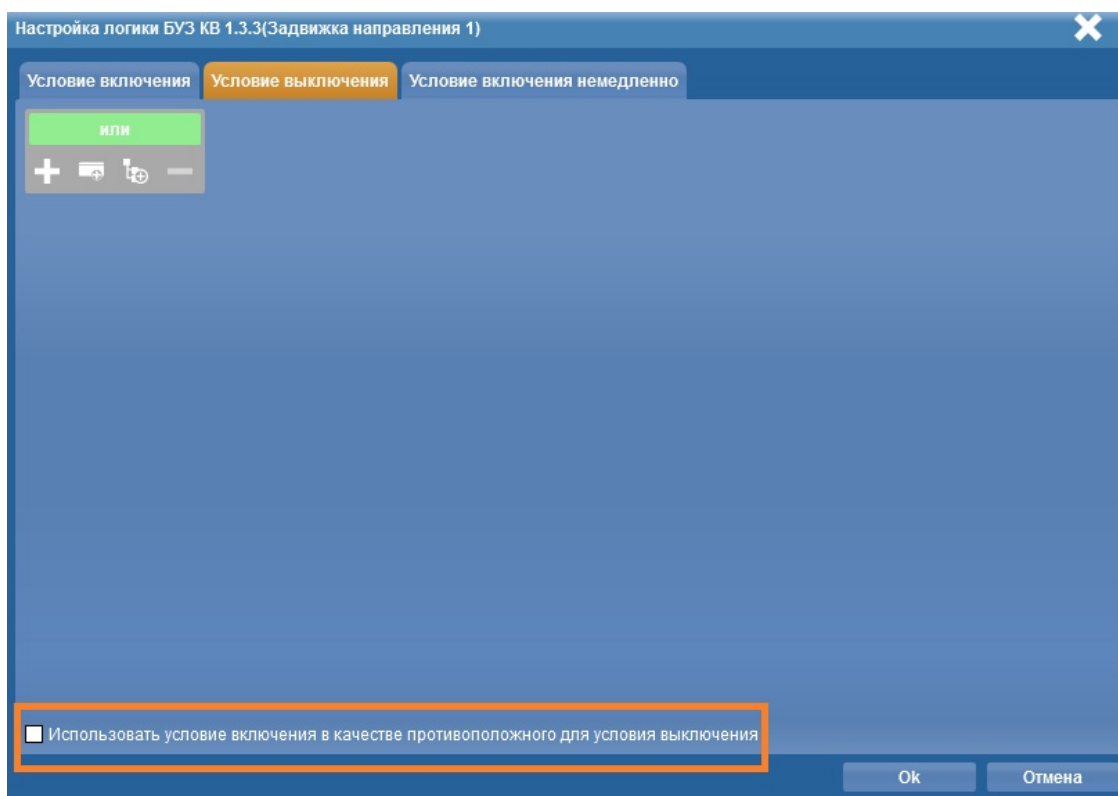 Настройка логики БУЗ КВ 1.3.3(Задвижка направления 1)
Условие включения Условие выключения Условие включения немедленно
или
Использовать условие включения в качестве противоположного для условия выключения
Ok Отмена